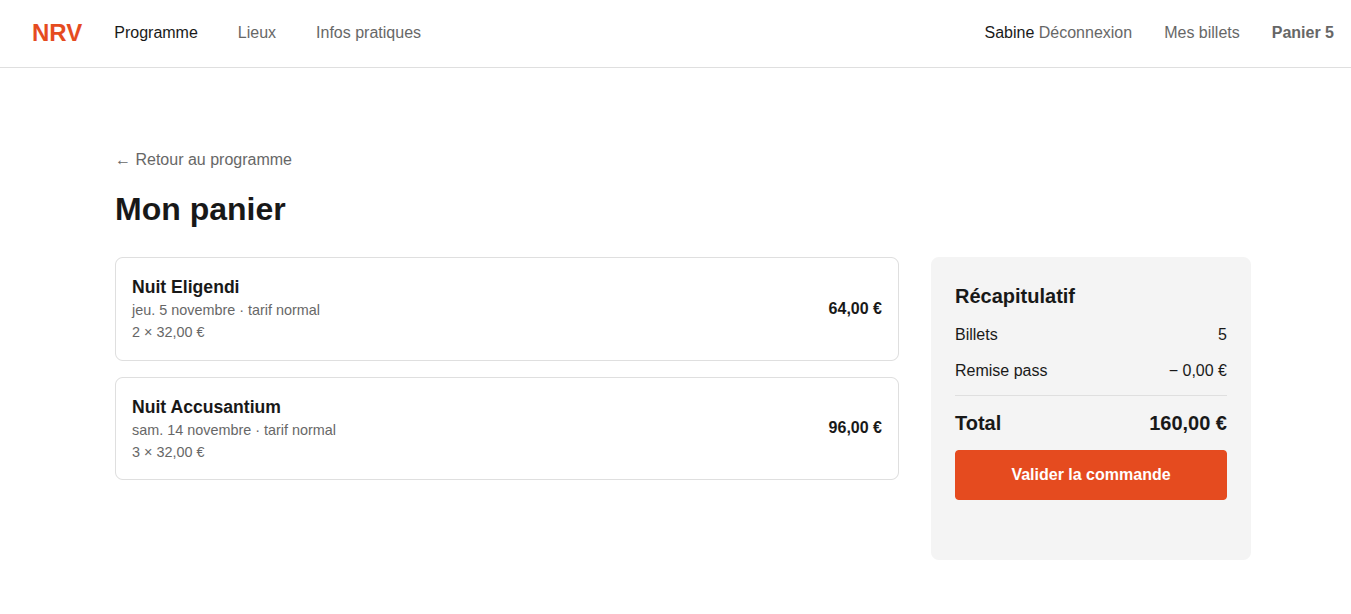 NRV Programme Lieux Infos pratiques Sabine Déconnexion Mes billets Panier 5
← Retour au programme
Mon panier
Nuit Eligendi
jeu. 5 novembre · tarif normal
2 × 32,00 €
64,00 €
Nuit Accusantium
sam. 14 novembre · tarif normal
3 × 32,00 €
96,00 €
Récapitulatif
Billets 5
Remise pass − 0,00 €
Total 160,00 €
Valider la commande